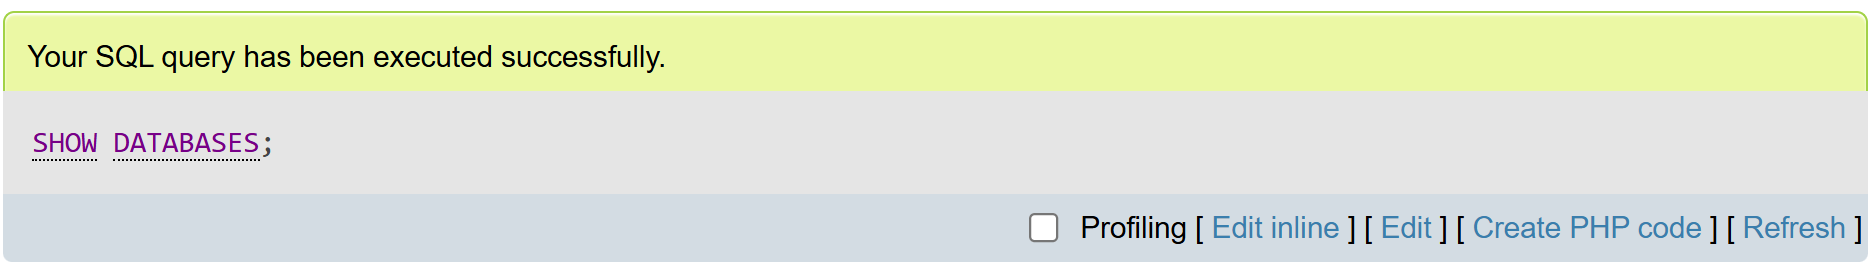 Your SQL query has been executed successfully.
SHOW DATABASES;
Profiling [ Edit inline ] [ Edit ] [ Create PHP code ] [ Refresh ]